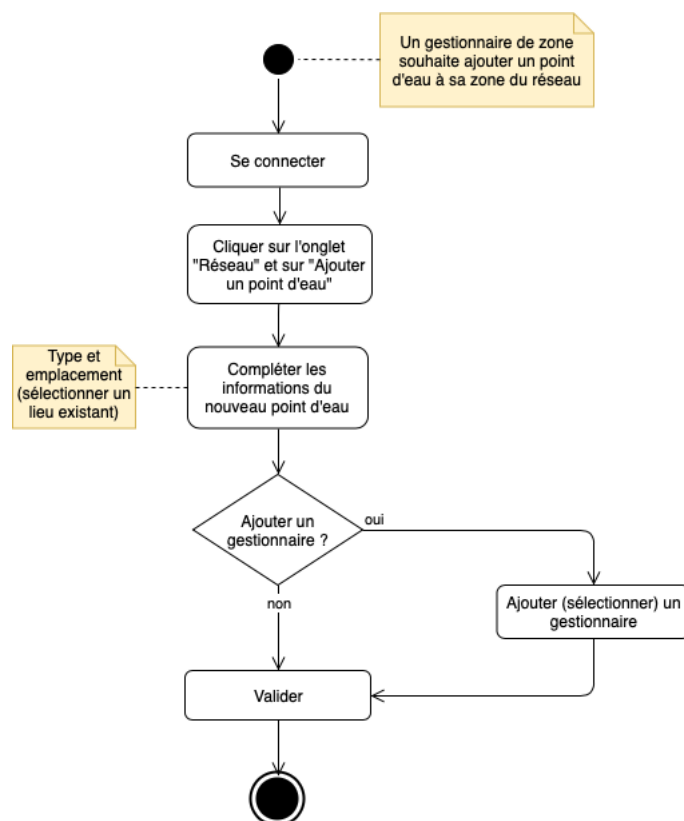 Un gestionnaire de zone
souhaite ajouter un point
d'eau à sa zone du réseau
Se connecter
Cliquer sur l'onglet
"Réseau" et sur "Ajouter
un point d'eau"
Type et
emplacement
(sélectionner un
lieu existant)
Compléter les
informations du
nouveau point d'eau
Ajouter un
gestionnaire ?
oui
non
Ajouter (sélectionner) un
gestionnaire
Valider